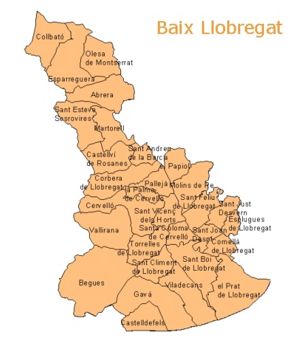 Baix Llobregat
Collbató
Olesa
de Montserrat
Esparreguera
Abrera
Sant Esteve
Sesrovires
Martorell
Sant Andreu
de la Barca
Castellví
de Rosanes
Papiol
Corbera
de Llobregat
Pallejà
Molins de Re
la Palma
de Cervelló
Cervelló
Sant Vicenç
dels Horts
Sant Feliu
de Llobregat
Sant Just
Desvern
Esplugues
de Llobregat
Vallirana
Santa Coloma
de Cervelló
Sant Joan
Despí
Cornellà
de Llobregat
Torrelles
de Llobregat
Sant Climent
de Llobregat
Sant Boi
de Llobregat
Begues
Viladecans
el Prat
de Llobregat
Gavà
Castelldefels